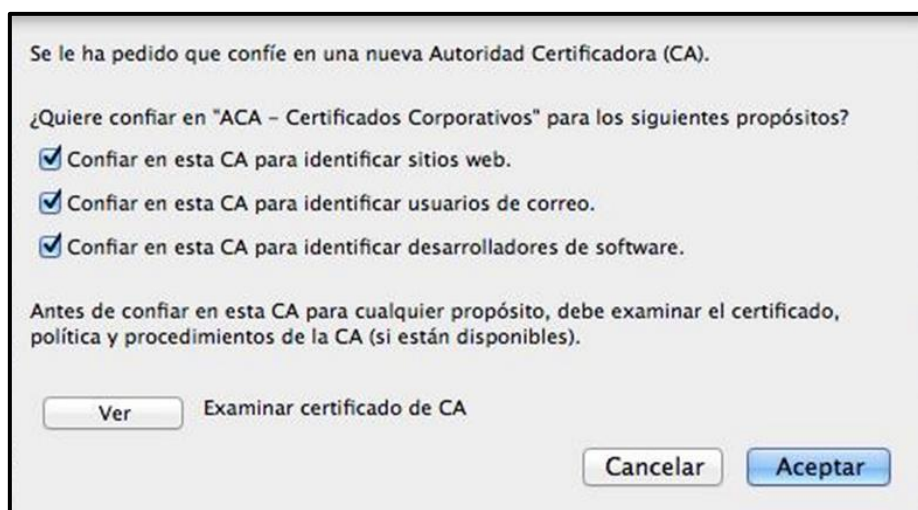 Se le ha pedido que confíe en una nueva Autoridad Certificadora (CA).
¿Quiere confiar en "ACA – Certificados Corporativos" para los siguientes propósitos?
Confiar en esta CA para identificar sitios web.
Confiar en esta CA para identificar usuarios de correo.
Confiar en esta CA para identificar desarrolladores de software.
Antes de confiar en esta CA para cualquier propósito, debe examinar el certificado,
política y procedimientos de la CA (si están disponibles).
Ver Examinar certificado de CA
Cancelar Aceptar